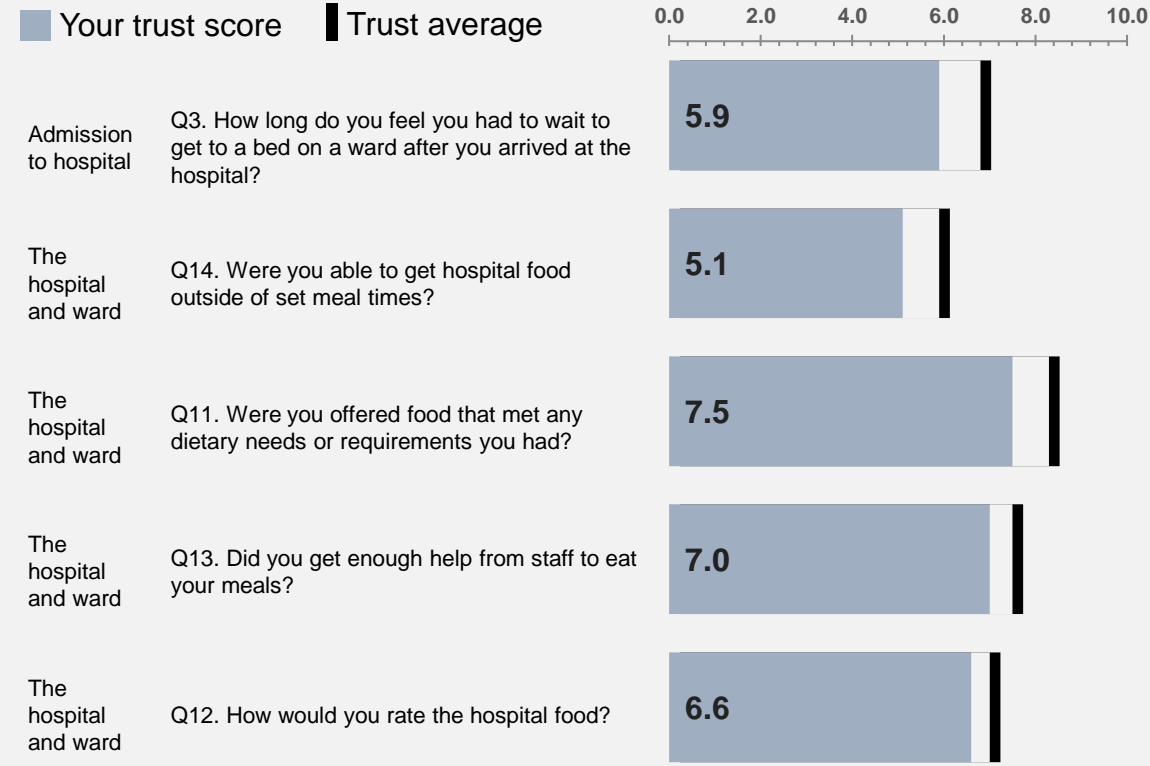 Your trust score Trust average
0.0 2.0 4.0 6.0 8.0 10.0
Admission
to hospital
Q3. How long do you feel you had to wait to
get to a bed on a ward after you arrived at the
hospital?
5.9
The
hospital
and ward
Q14. Were you able to get hospital food
outside of set meal times?
5.1
The
hospital
and ward
Q11. Were you offered food that met any
dietary needs or requirements you had?
7.5
The
hospital
and ward
Q13. Did you get enough help from staff to eat
your meals?
7.0
The
hospital
and ward
Q12. How would you rate the hospital food?
6.6